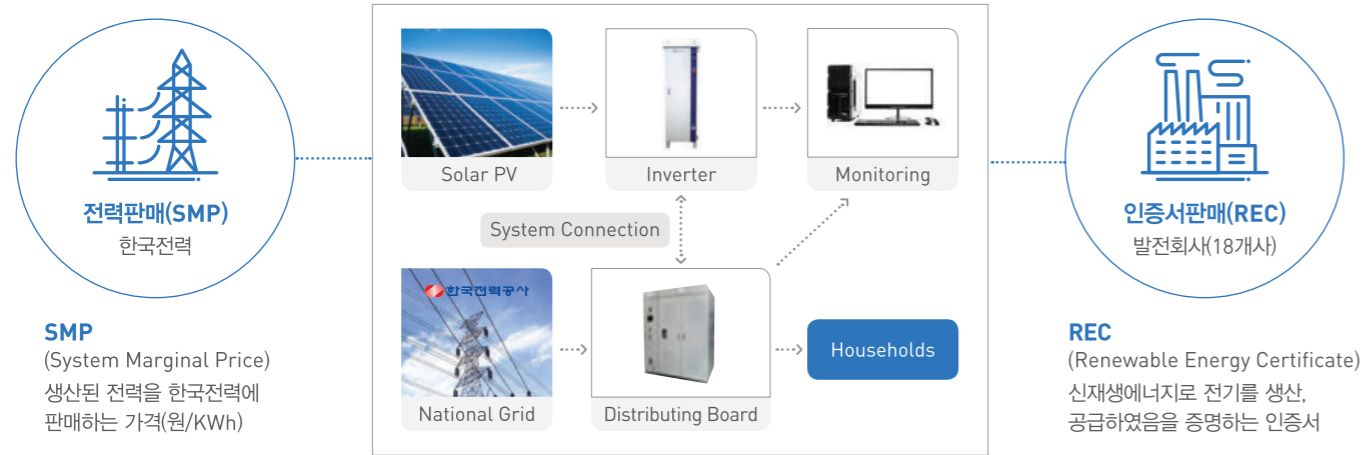 전력판매(SMP)
한국전력
SMP
(System Marginal Price)
생산된 전력을 한국전력에
판매하는 가격(원/KWh)
Solar PV
Inverter
Monitoring
System Connection
한국전력공사
National Grid
Distributing Board
Households
인증서판매(REC)
발전회사(18개사)
REC
(Renewable Energy Certificate)
신재생에너지로 전기를 생산,
공급하였음을 증명하는 인증서